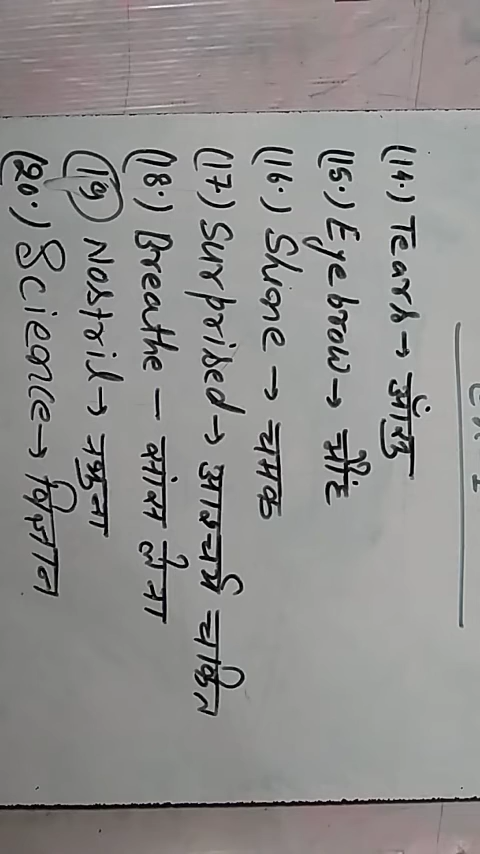 (14.) Tears → आंसु
(15.) Eyebrow → भौंह
(16.) Shine → चमक
(17.) Surprised → आश्चर्य चकित
(18.) Breathe – सांस लेना
(19) Nostril → नथुना
(20.) Science → विज्ञान